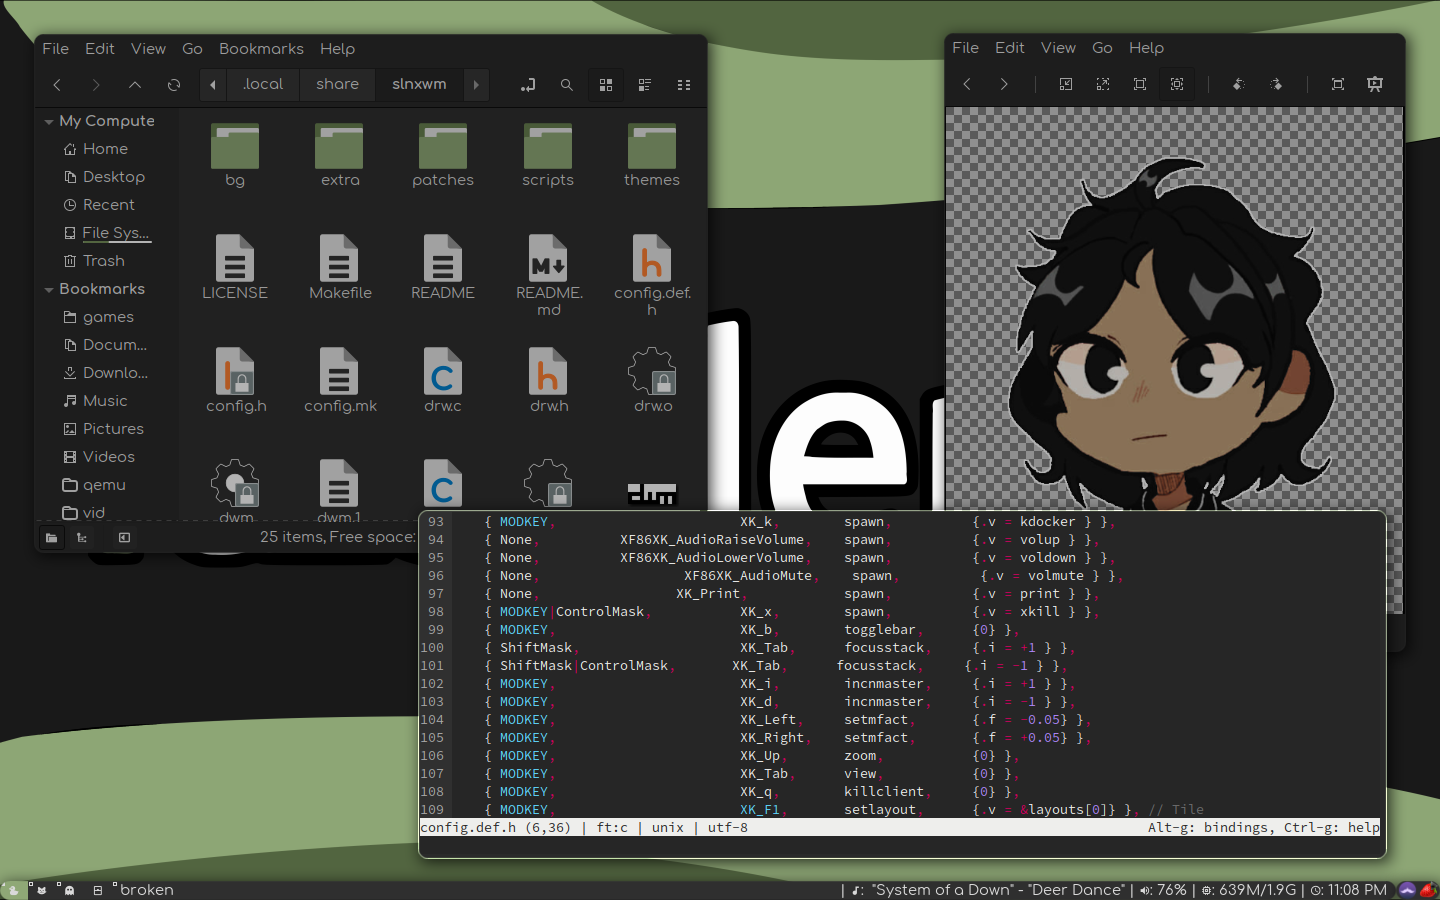 File Edit View Go Bookmarks Help
.local share slnxwm
My Compute
Home
Desktop
Recent
File Sys...
Trash
Bookmarks
games
Docum...
Downlo...
Music
Pictures
Videos
qemu
vid
bg extra patches scripts themes
LICENSE Makefile README README.md config.def.h
config.h config.mk drw.c drw.h drw.o
dwm dwm.1
25 items, Free space:
File Edit View Go Help
93 { MODKEY, XK_k, spawn, {.v = kdocker } },
94 { None, XF86XK_AudioRaiseVolume, spawn, {.v = volup } },
95 { None, XF86XK_AudioLowerVolume, spawn, {.v = voldown } },
96 { None, XF86XK_AudioMute, spawn, {.v = volmute } },
97 { None, XK_Print, spawn, {.v = print } },
98 { MODKEY|ControlMask, XK_x, spawn, {.v = xkill } },
99 { MODKEY, XK_b, togglebar, {0} },
100 { ShiftMask, XK_Tab, focusstack, {.i = +1 } },
101 { ShiftMask|ControlMask, XK_Tab, focusstack, {.i = -1 } },
102 { MODKEY, XK_i, incnmaster, {.i = +1 } },
103 { MODKEY, XK_d, incnmaster, {.i = -1 } },
104 { MODKEY, XK_Left, setmfact, {.f = -0.05} },
105 { MODKEY, XK_Right, setmfact, {.f = +0.05} },
106 { MODKEY, XK_Up, zoom, {0} },
107 { MODKEY, XK_Tab, view, {0} },
108 { MODKEY, XK_q, killclient, {0} },
109 { MODKEY, XK_F1, setlayout, {.v = &layouts[0]} }, // Tile
config.def.h (6,36) | ft:c | unix | utf-8 Alt-g: bindings, Ctrl-g: help
broken
| : "System of a Down" - "Deer Dance" | : 76% | : 639M/1.9G | : 11:08 PM